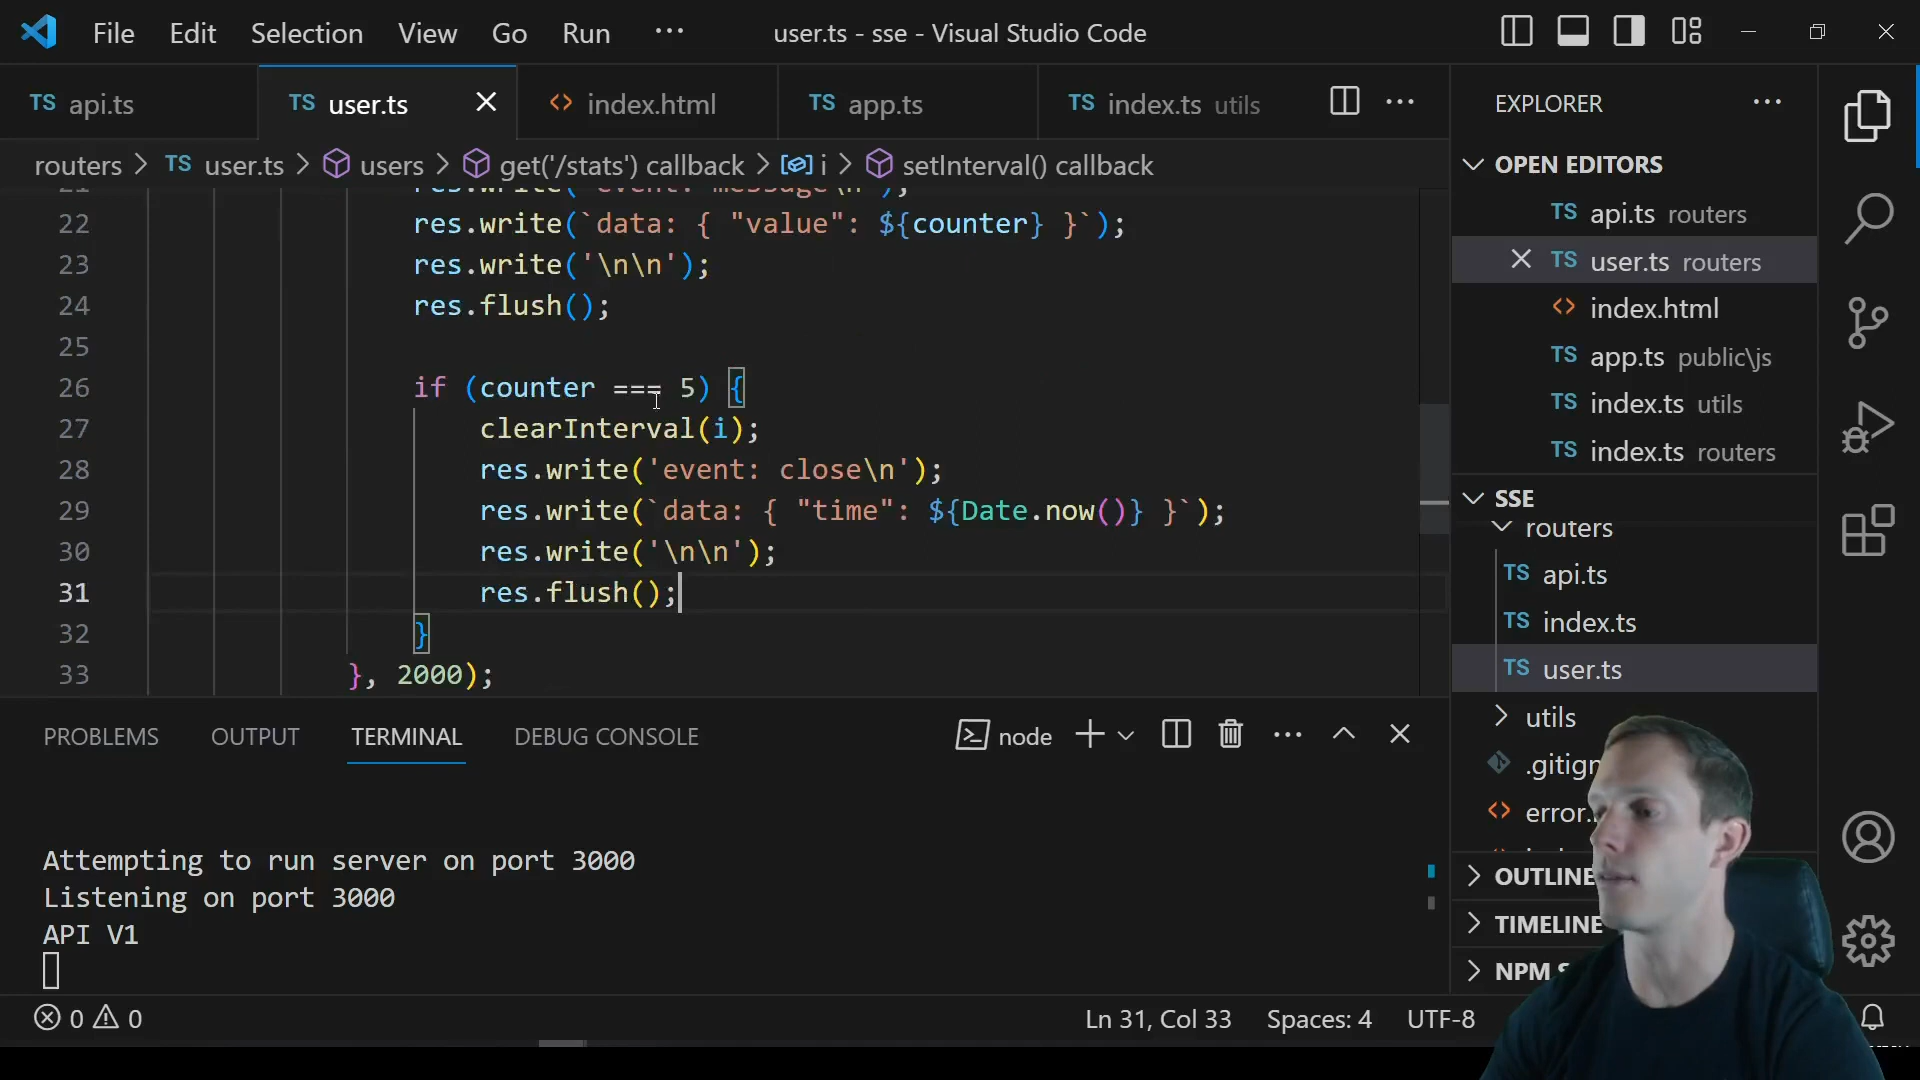 File Edit Selection View Go Run ··· user.ts - sse - Visual Studio Code
TS api.ts TS user.ts index.html TS app.ts TS index.ts utils
routers > TS user.ts > users > get('/stats') callback > i > setInterval() callback
21 res.write('event: message\n');
22 res.write(`data: { "value": ${counter} }`);
23 res.write('\n\n');
24 res.flush();
25
26 if (counter === 5) {
27 clearInterval(i);
28 res.write('event: close\n');
29 res.write(`data: { "time": ${Date.now()} }`);
30 res.write('\n\n');
31 res.flush();
32 }
33 }, 2000);
PROBLEMS OUTPUT TERMINAL DEBUG CONSOLE node
Attempting to run server on port 3000
Listening on port 3000
API V1
0 0 Ln 31, Col 33 Spaces: 4 UTF-8
EXPLORER
OPEN EDITORS
TS api.ts routers
TS user.ts routers
index.html
TS app.ts public\js
TS index.ts utils
TS index.ts routers
SSE
routers
TS api.ts
TS index.ts
TS user.ts
utils
.gitign
error.
OUTLINE
TIMELINE
NPM S